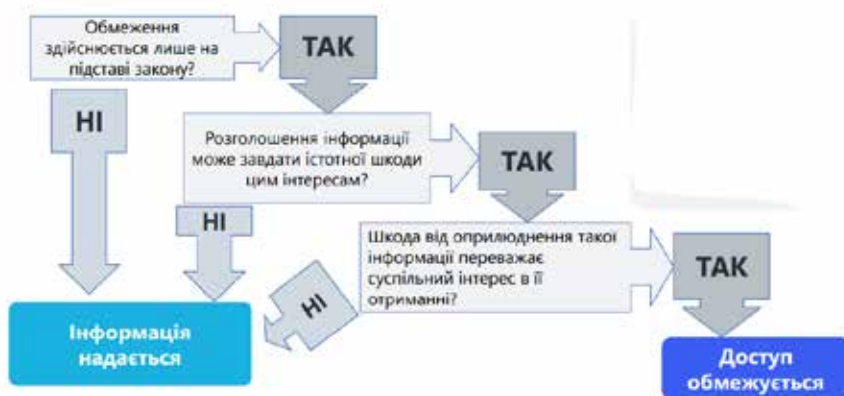 Обмеження
здійснюється лише на
підставі закону?
ТАК
НІ
Розголошення інформації
може завдати істотної шкоди
цим інтересам?
ТАК
НІ
Шкода від оприлюднення такої
інформації переважає
суспільний інтерес в її
отриманні?
ТАК
НІ
Інформація
надається
Доступ
обмежується